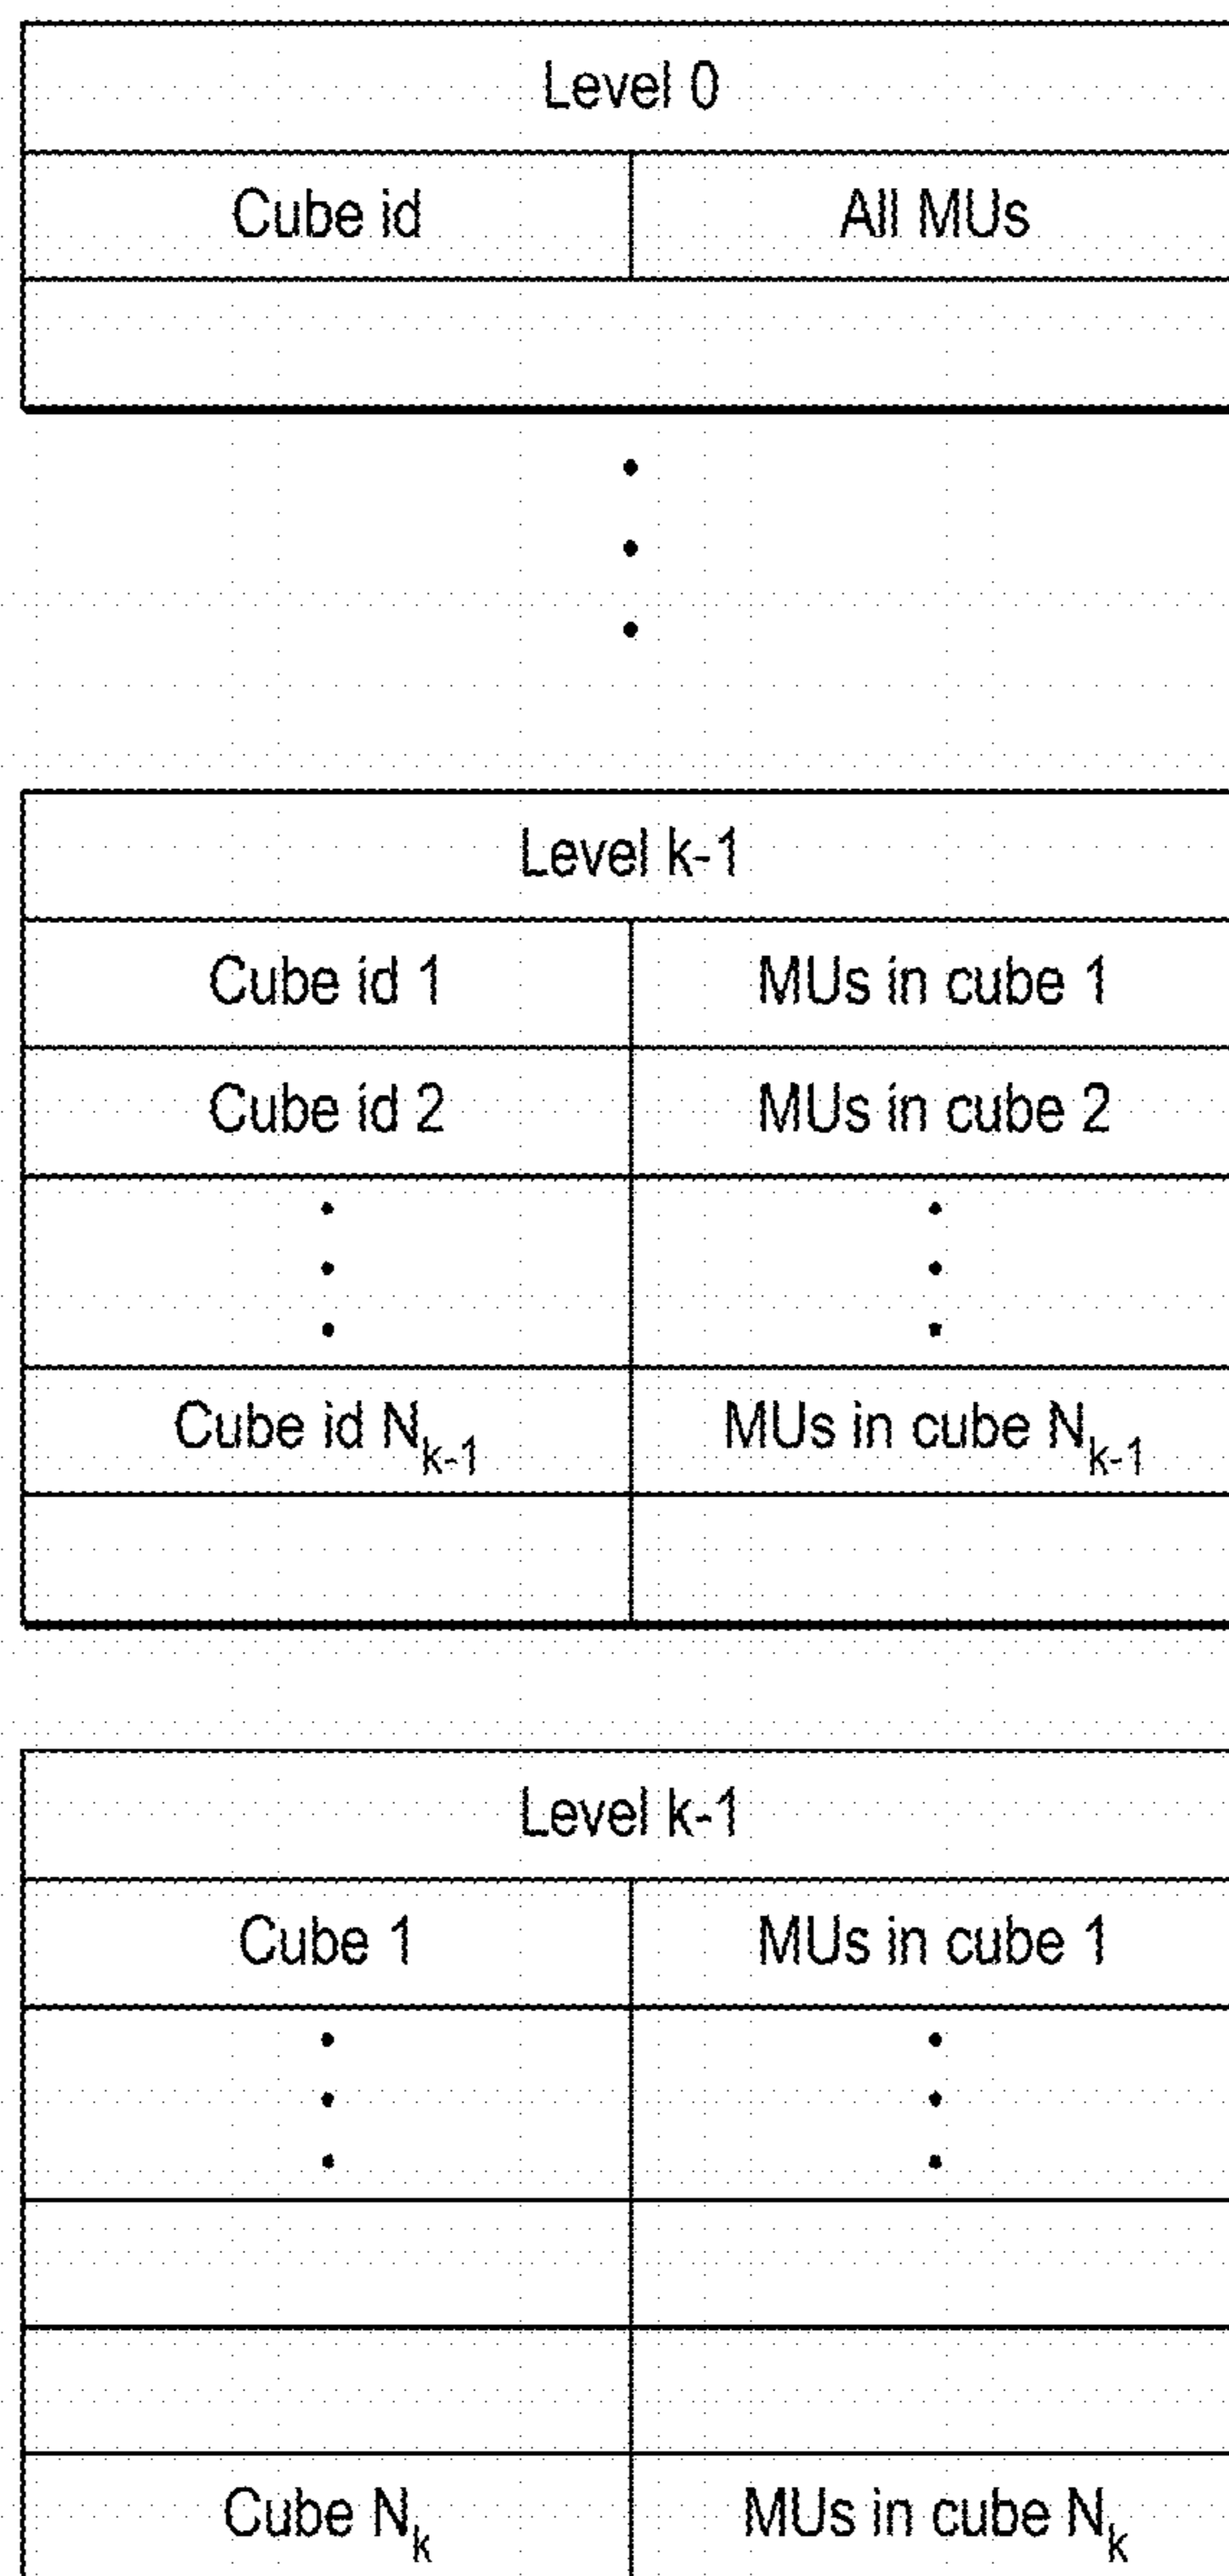 Level 0
Cube id All MUs
Level k-1
Cube id 1 MUs in cube 1
Cube id 2 MUs in cube 2
Cube id N_{k-1} MUs in cube N_{k-1}
Level k-1
Cube 1 MUs in cube 1
Cube N_k MUs in cube N_k